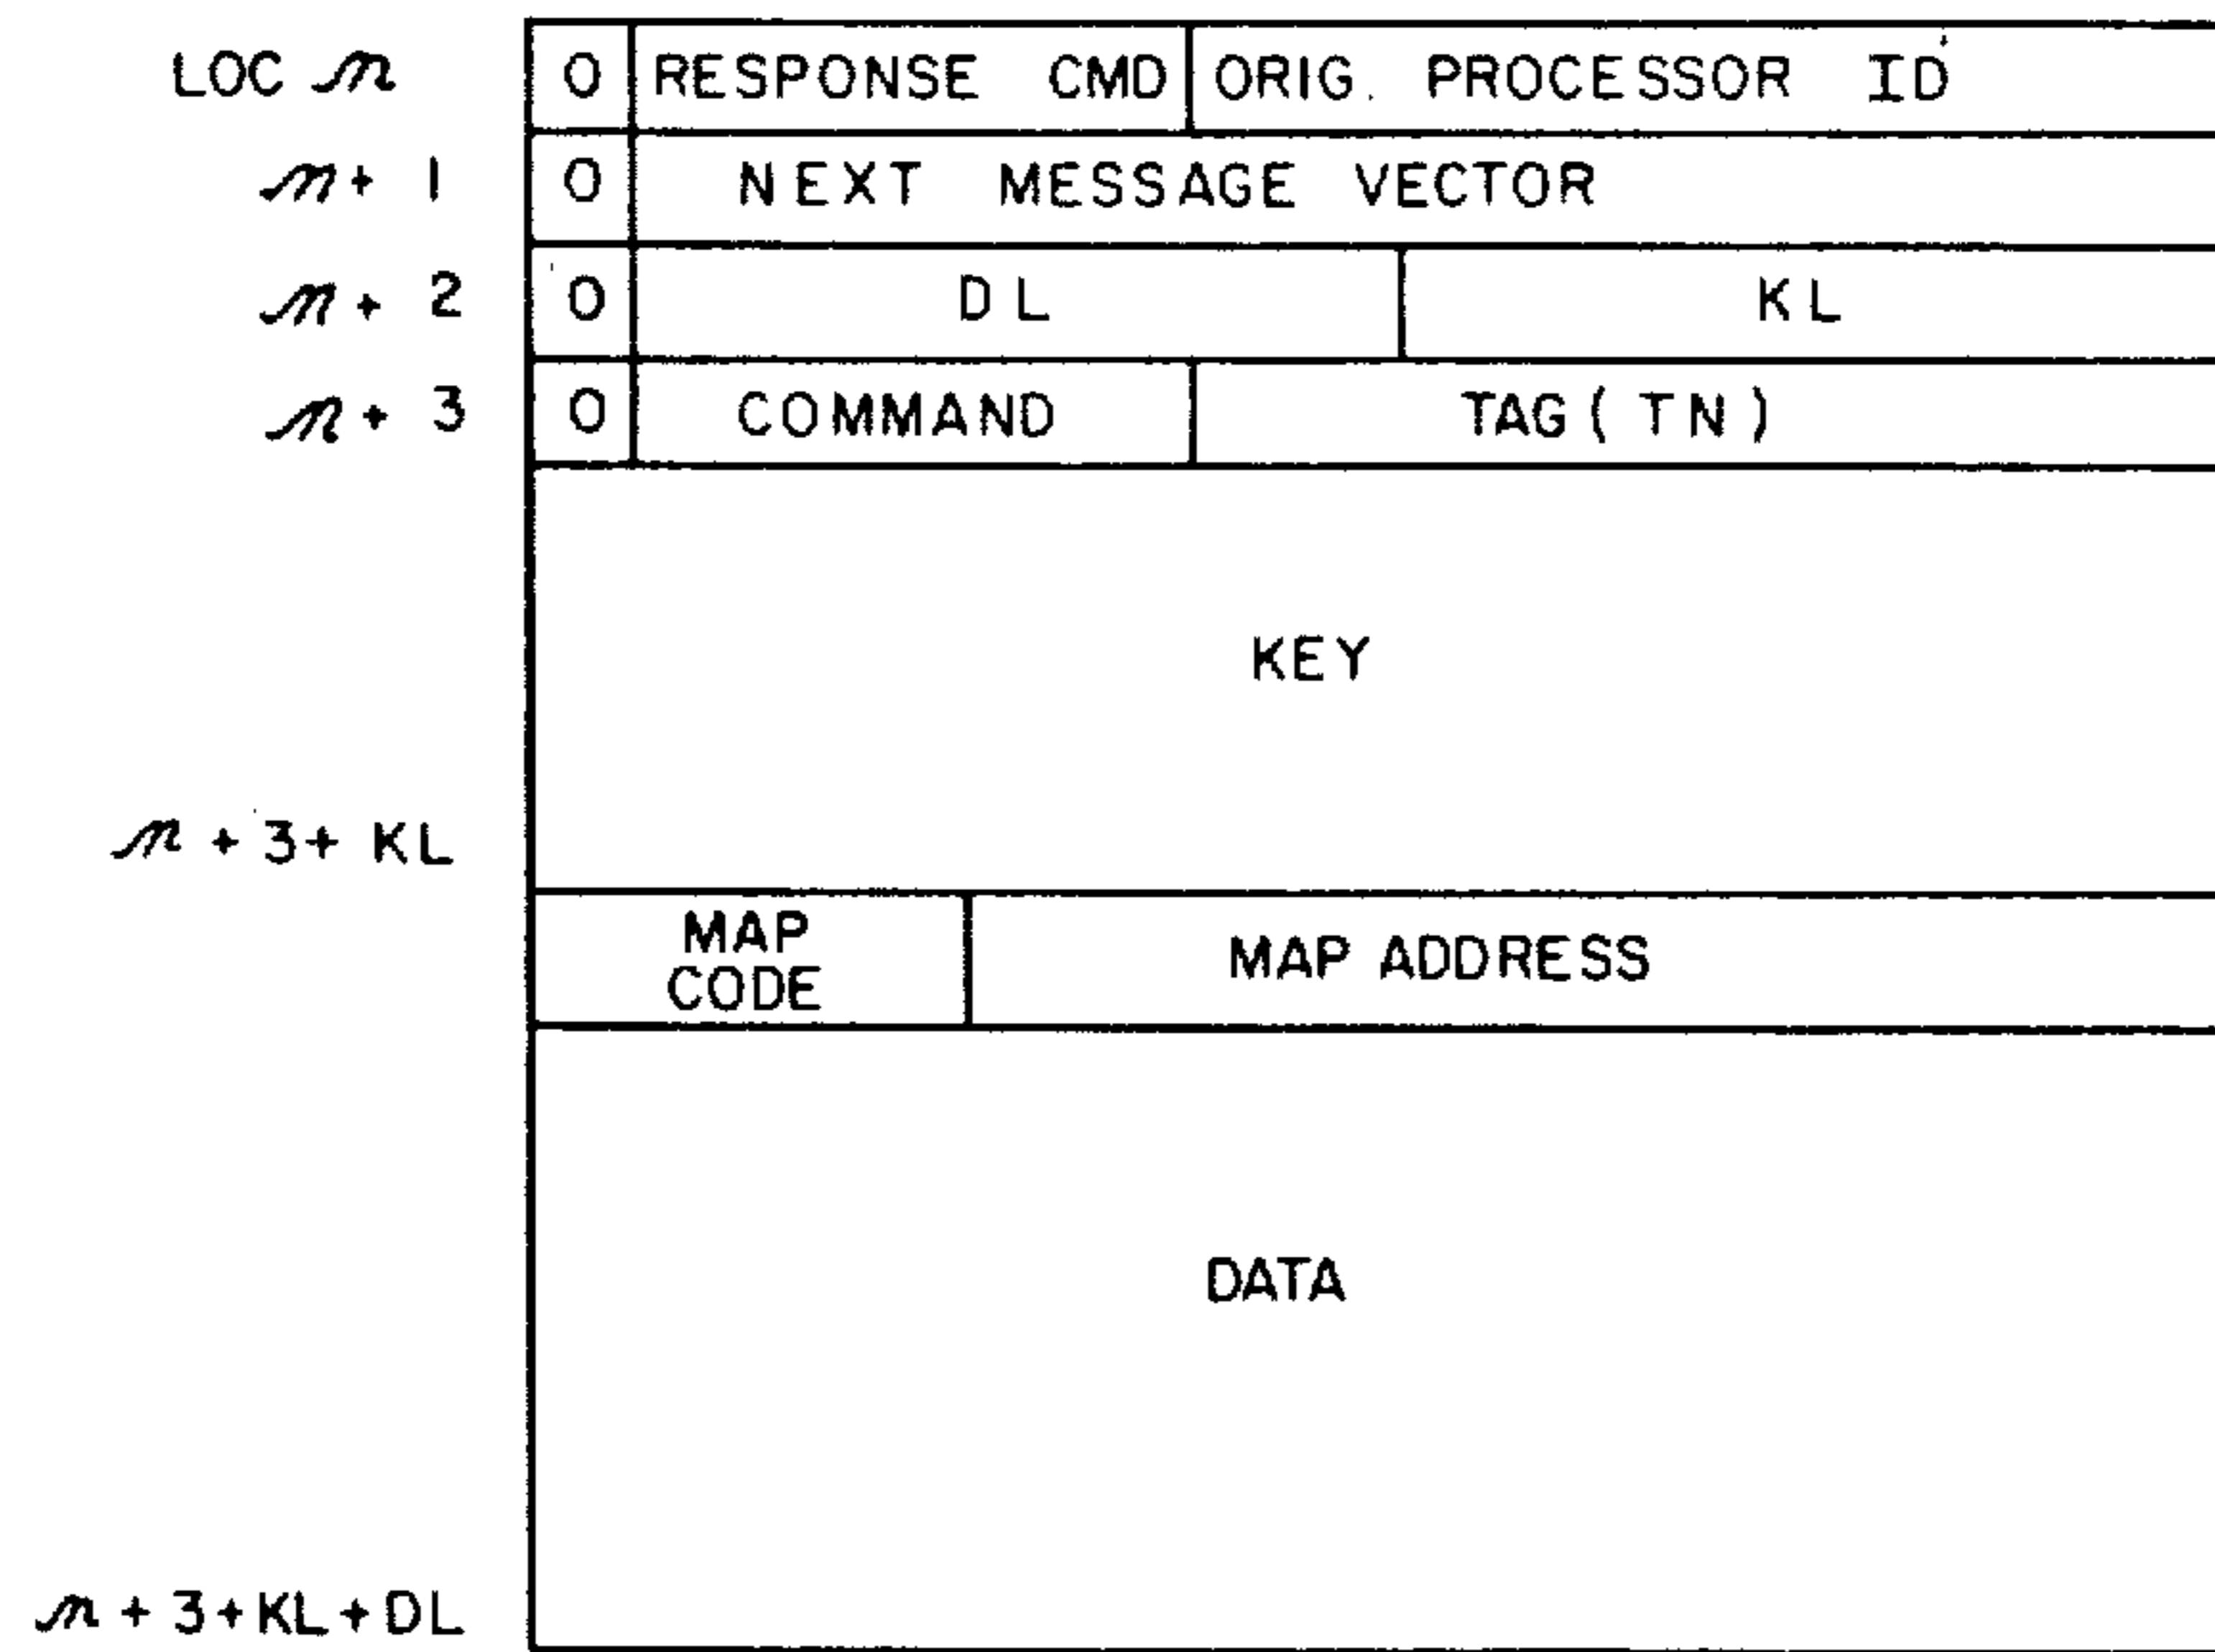 LOC n 0 RESPONSE CMD ORIG. PROCESSOR ID
n + 1 0 NEXT MESSAGE VECTOR
n + 2 0 DL KL
n + 3 0 COMMAND TAG ( TN )
KEY
n + 3 + KL
MAP CODE MAP ADDRESS
DATA
n + 3 + KL + DL